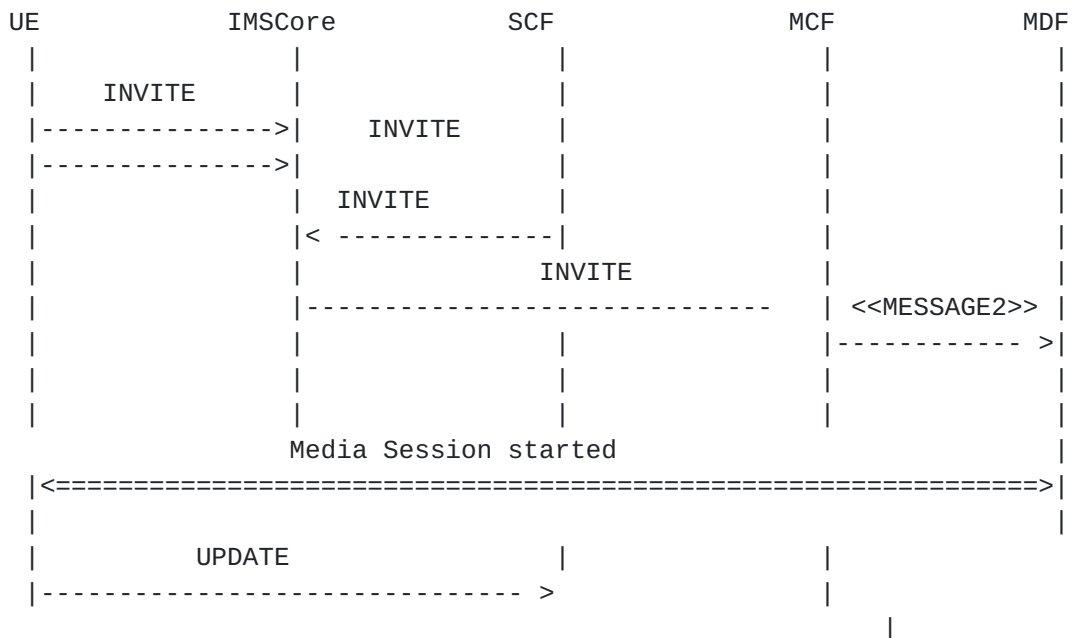 UE IMSCore SCF MCF MDF
INVITE
INVITE
INVITE
INVITE
<<MESSAGE2>>
Media Session started
UPDATE